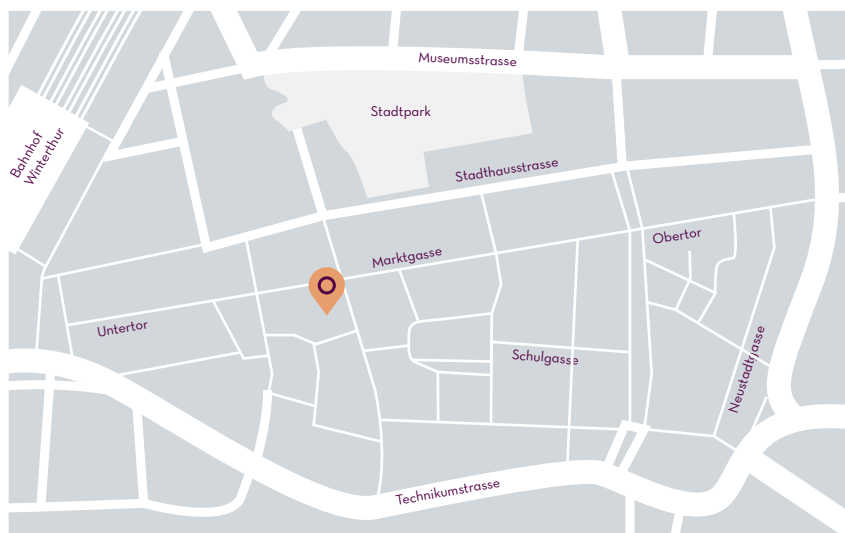 Museumsstrasse
Stadtpark
Bahnhof
Winterthur
Stadthausstrasse
Obertor
Marktgasse
Untertor
Schulgasse
Neustadtgasse
Technikumstrasse